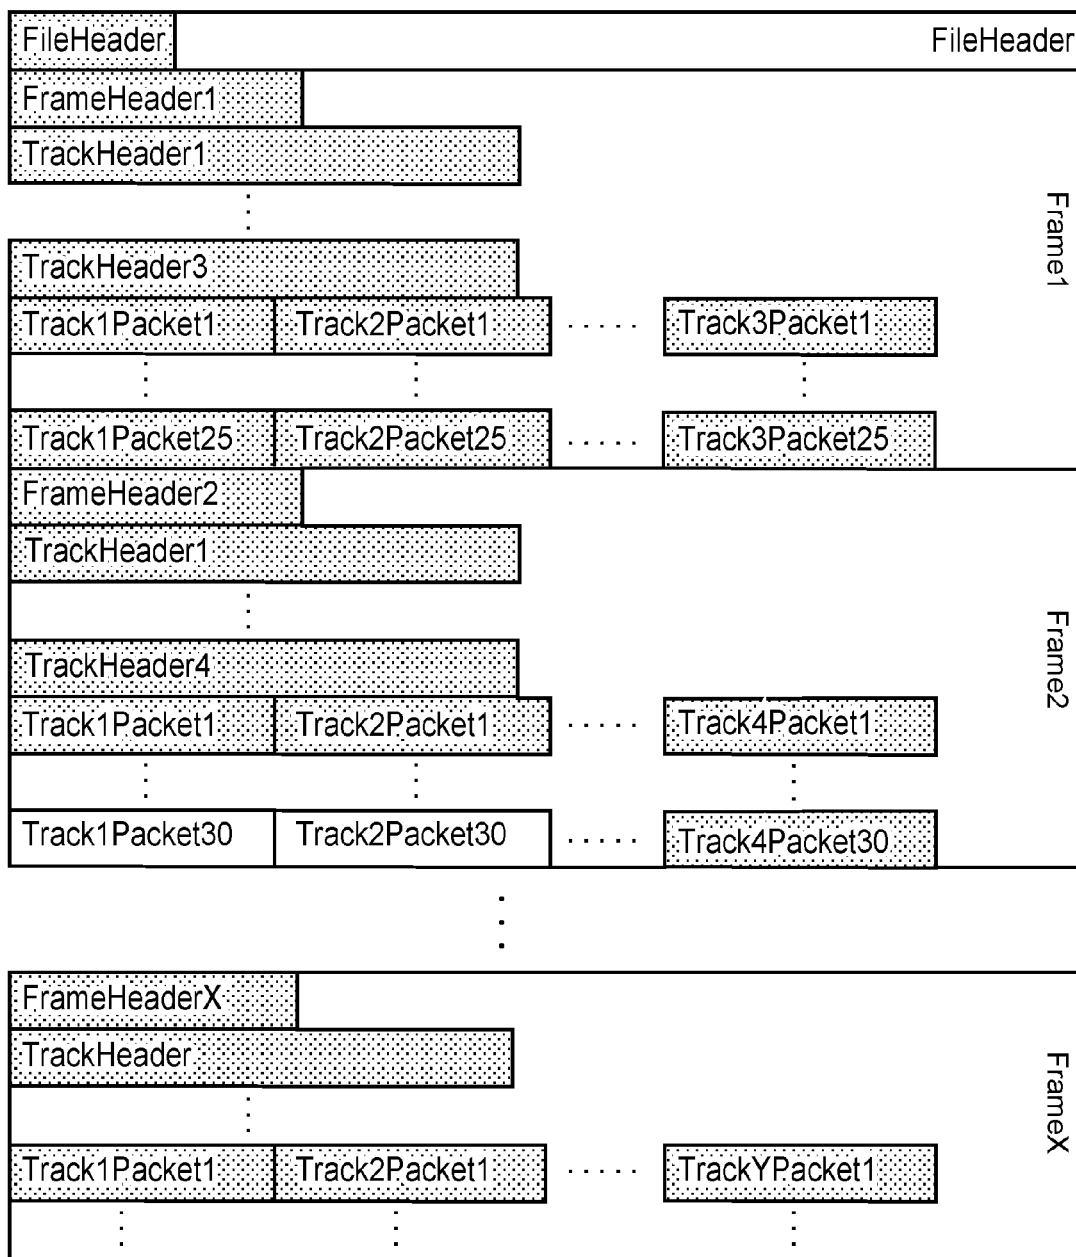 FileHeader FileHeader
FrameHeader1
TrackHeader1
Frame1
TrackHeader3
Track1Packet1 Track2Packet1 ..... Track3Packet1
Track1Packet25 Track2Packet25 ..... Track3Packet25
FrameHeader2
TrackHeader1
Frame2
TrackHeader4
Track1Packet1 Track2Packet1 ..... Track4Packet1
Track1Packet30 Track2Packet30 ..... Track4Packet30
FrameHeaderX
TrackHeader
FrameX
Track1Packet1 Track2Packet1 ..... TrackYPacket1